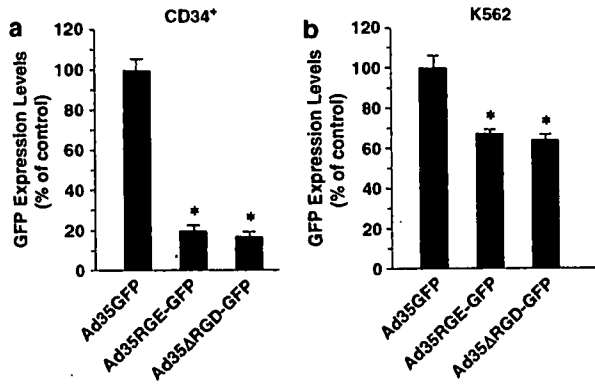 a
CD34+
GFP Expression Levels
(% of control)
120
100
80
60
40
20
0
*
*
Ad35GFP
Ad35RGE-GFP
Ad35ΔRGD-GFP
b
K562
GFP Expression Levels
(% of control)
120
100
80
60
40
20
0
*
*
Ad35GFP
Ad35RGE-GFP
Ad35ΔRGD-GFP